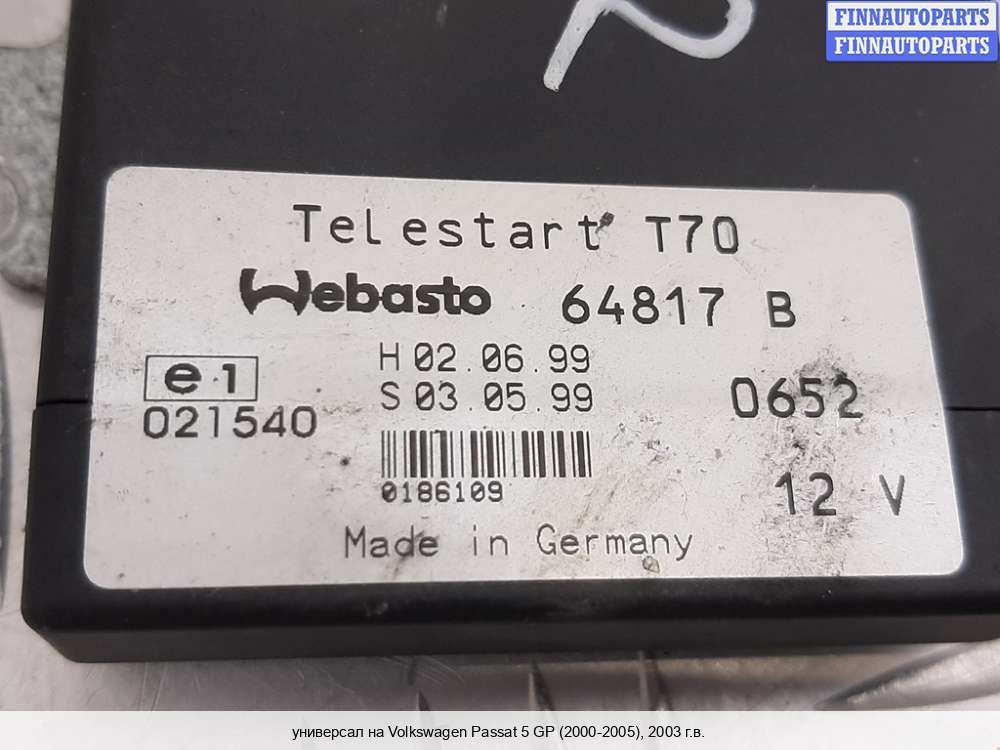 FINNAUTOPARTS
FINNAUTOPARTS
2
Telestart T70
Webasto 64817 B
e1
021540
H 02.06.99
S 03.05.99
0652
0186109
12 V
Made in Germany
универсал на Volkswagen Passat 5 GP (2000-2005), 2003 г.в.